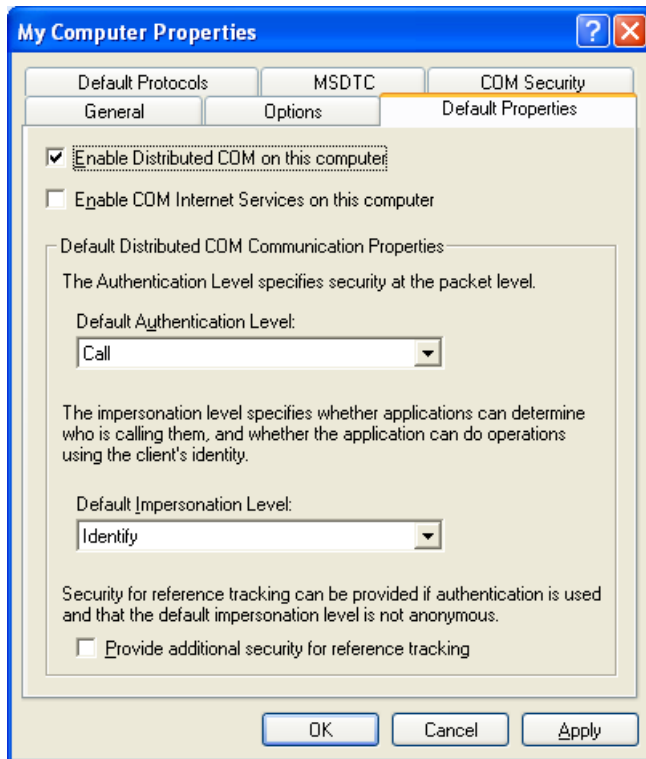 My Computer Properties
Default Protocols MSDTC COM Security
General Options Default Properties
Enable Distributed COM on this computer
Enable COM Internet Services on this computer
Default Distributed COM Communication Properties
The Authentication Level specifies security at the packet level.
Default Authentication Level:
Call
The impersonation level specifies whether applications can determine
who is calling them, and whether the application can do operations
using the client's identity.
Default Impersonation Level:
Identify
Security for reference tracking can be provided if authentication is used
and that the default impersonation level is not anonymous.
Provide additional security for reference tracking
OK Cancel Apply